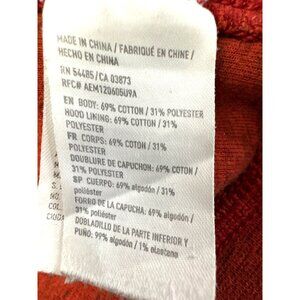 MADE IN CHINA / FABRIQUÉ EN CHINE /
HECHO EN CHINA
RN 54485/CA 03873
RFC# AEM120605U9A
EN BODY: 69% COTTON / 31% POLYESTER
HOOD LINING: 69% COTTON / 31%
POLYESTER
FR CORPS: 69% COTON / 31%
POLYESTER
DOUBLURE DE CAPUCHON: 69% COTON
/ 31% POLYESTER
SP CUERPO: 69% algodón / 31%
poliéster
FORRO DE LA CAPUCHA: 69% algodón /
31% poliéster
DOBLADILLO DE LA PARTE INFERIOR Y
PUÑO: 99% algodón / 1% elastano